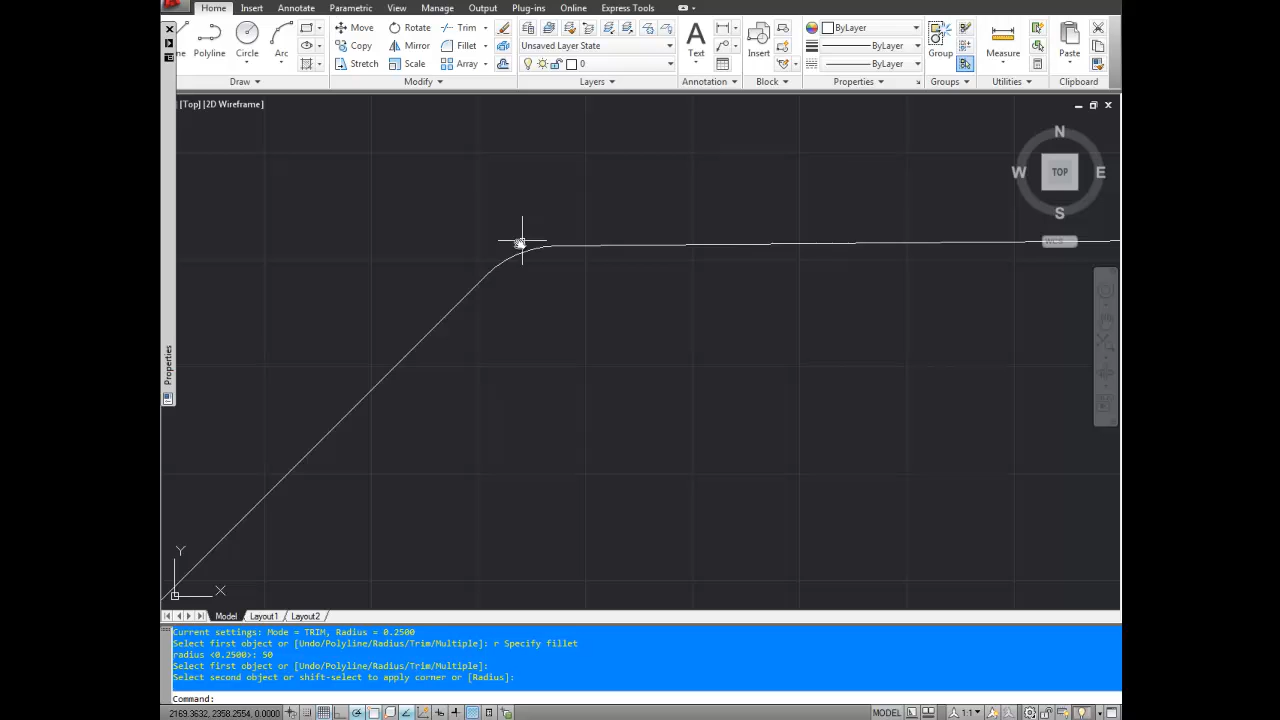 Home Insert Annotate Parametric View Manage Output Plug-ins Online Express Tools
Polyline Circle Arc Move Rotate Trim
Copy Mirror Fillet
Stretch Scale Array
Unsaved Layer State
0
Text Insert ByLayer
ByLayer
ByLayer
Group Measure Paste
Draw Modify Layers Annotation Block Properties Groups Utilities Clipboard
[Top] [2D Wireframe]
N
W TOP E
S
WCS
Properties
Y
X
Model Layout1 Layout2
Current settings: Mode = TRIM, Radius = 0.2500
Select first object or [Undo/Polyline/Radius/Trim/Multiple]: r Specify fillet
radius <0.2500>: 50
Select first object or [Undo/Polyline/Radius/Trim/Multiple]:
Select second object or shift-select to apply corner or [Radius]:
Command:
2169.3632, 2358.2554, 0.0000 MODEL 1:1